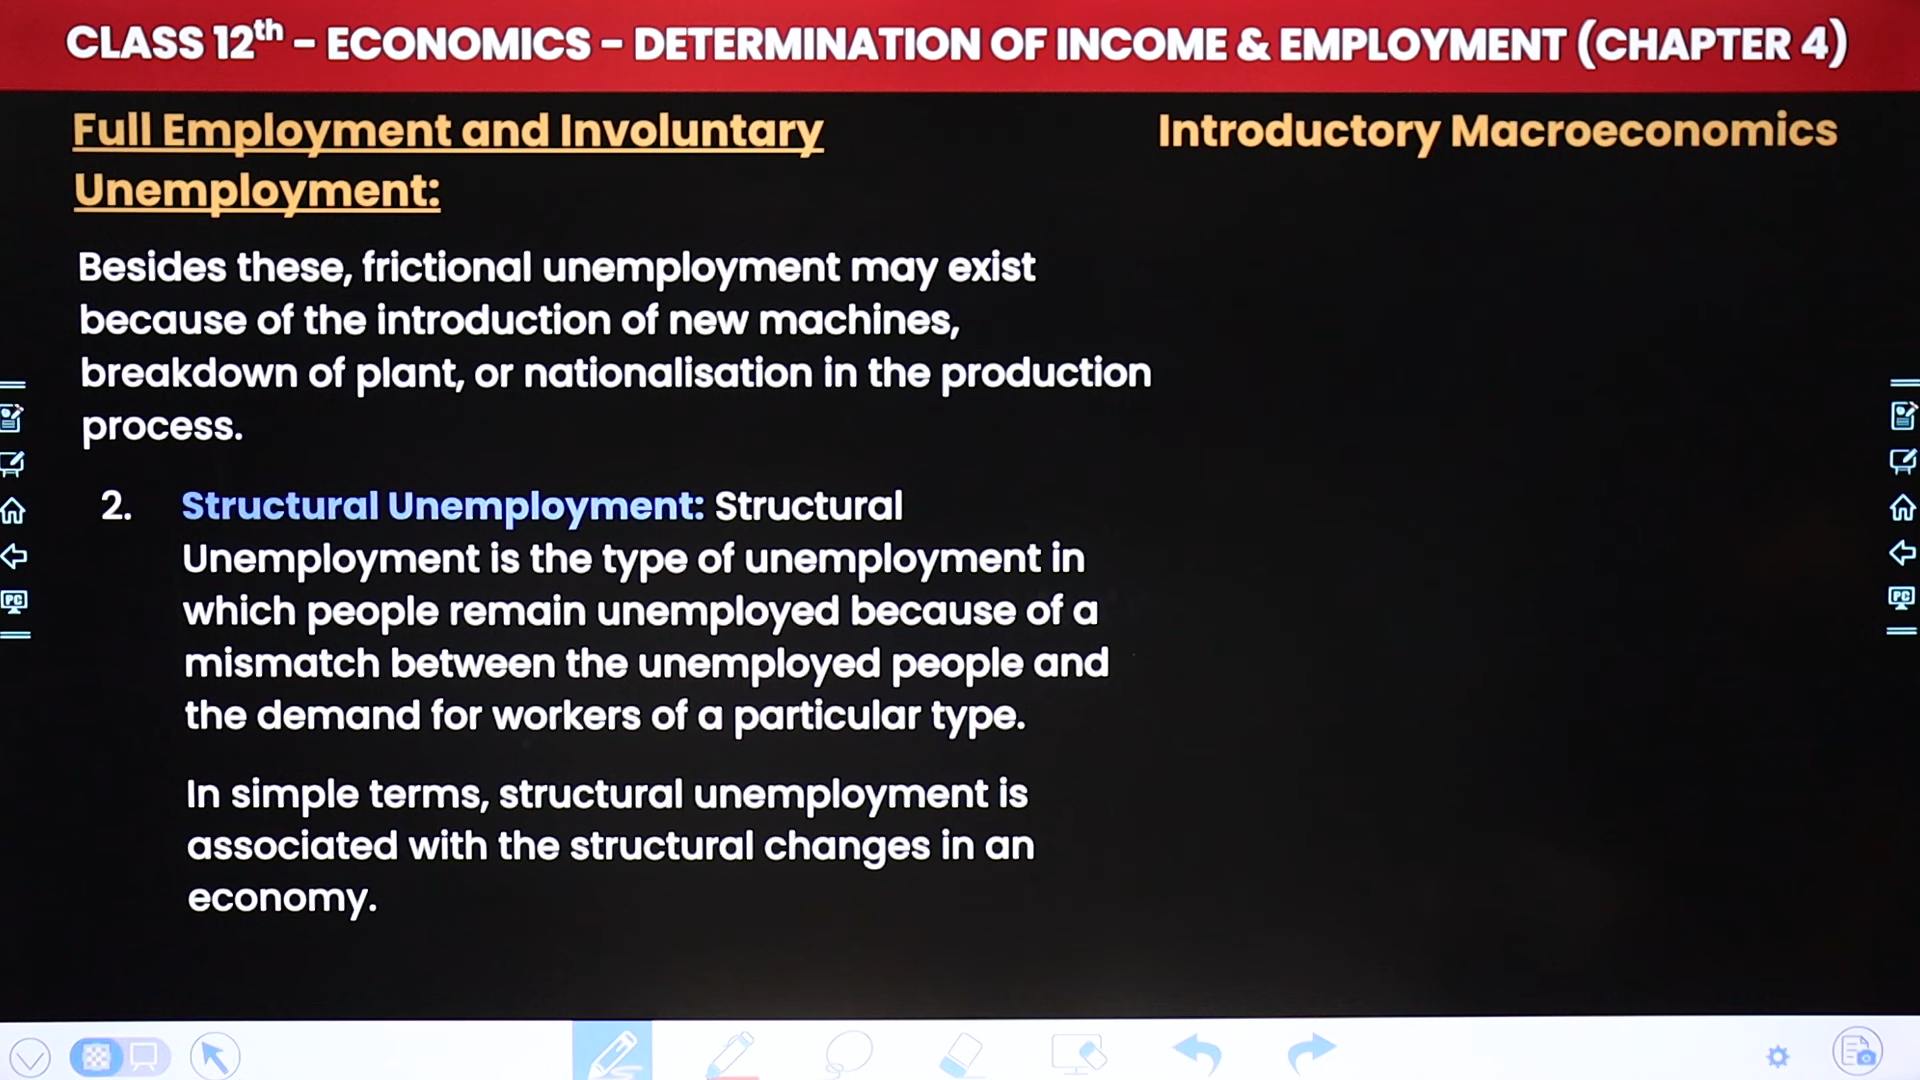 CLASS 12th - ECONOMICS - DETERMINATION OF INCOME & EMPLOYMENT (CHAPTER 4)
Full Employment and Involuntary
Unemployment:
Introductory Macroeconomics
Besides these, frictional unemployment may exist
because of the introduction of new machines,
breakdown of plant, or nationalisation in the production
process.
2. Structural Unemployment: Structural
Unemployment is the type of unemployment in
which people remain unemployed because of a
mismatch between the unemployed people and
the demand for workers of a particular type.
In simple terms, structural unemployment is
associated with the structural changes in an
economy.
PC
PC